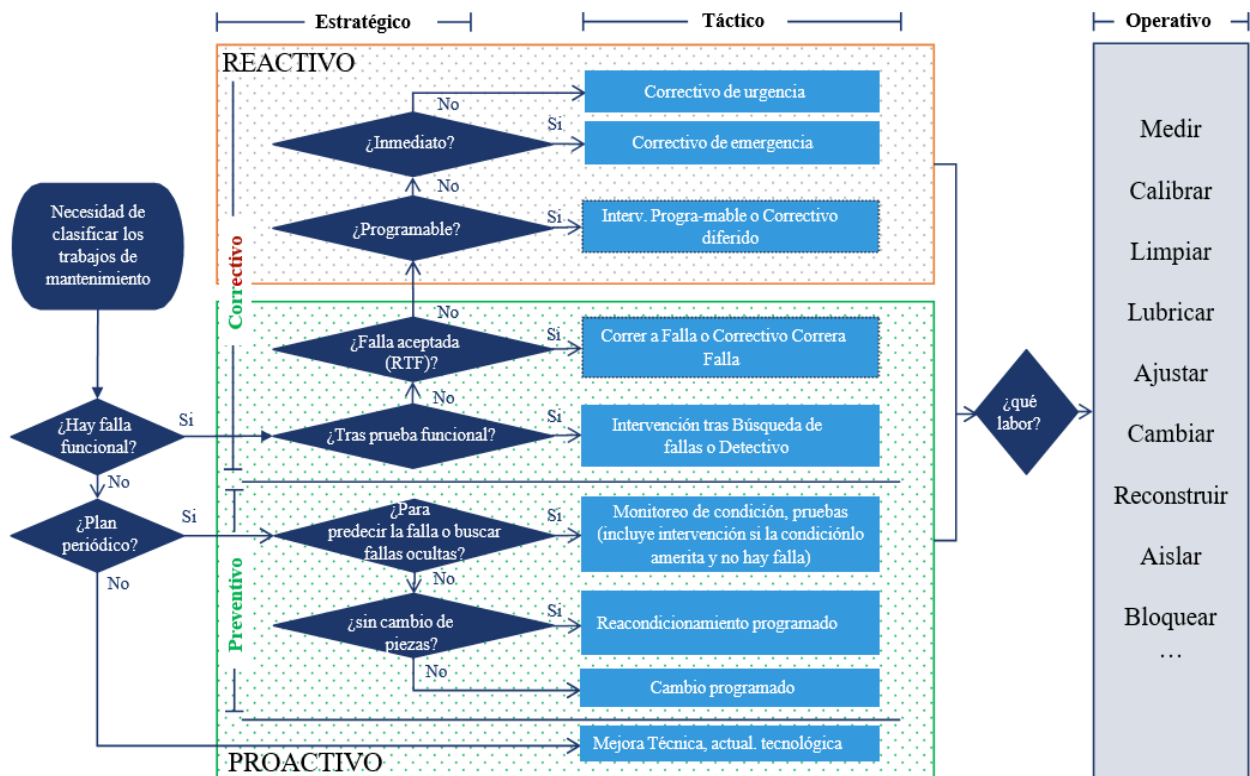 Estratégico
Táctico
Operativo
REACTIVO
No
Correctivo de urgencia
¿Inmediato?
Si
Correctivo de emergencia
Medir
Necesidad de
clasificar los
trabajos de
mantenimiento
No
Calibrar
¿Programable?
Si
Interv. Progra-mable o Correctivo
diferido
Limpiar
Correctivo
No
Lubricar
¿Falla aceptada
(RTF)?
Si
Correr a Falla o Correctivo Correra
Falla
Ajustar
No
¿Hay falla
funcional?
Si
¿Tras prueba funcional?
Si
Intervención tras Búsqueda de
fallas o Detectivo
¿qué
labor?
Cambiar
No
Reconstruir
¿Plan
periódico?
Si
¿Para
predecir la falla o buscar
fallas ocultas?
Si
Monitoreo de condición, pruebas
(incluye intervención si la condiciónlo
amerita y no hay falla)
Aislar
No
No
Preventivo
¿sin cambio de
piezas?
Si
Reacondicionamiento programado
Bloquear
…
No
Cambio programado
Mejora Técnica, actual. tecnológica
PROACTIVO